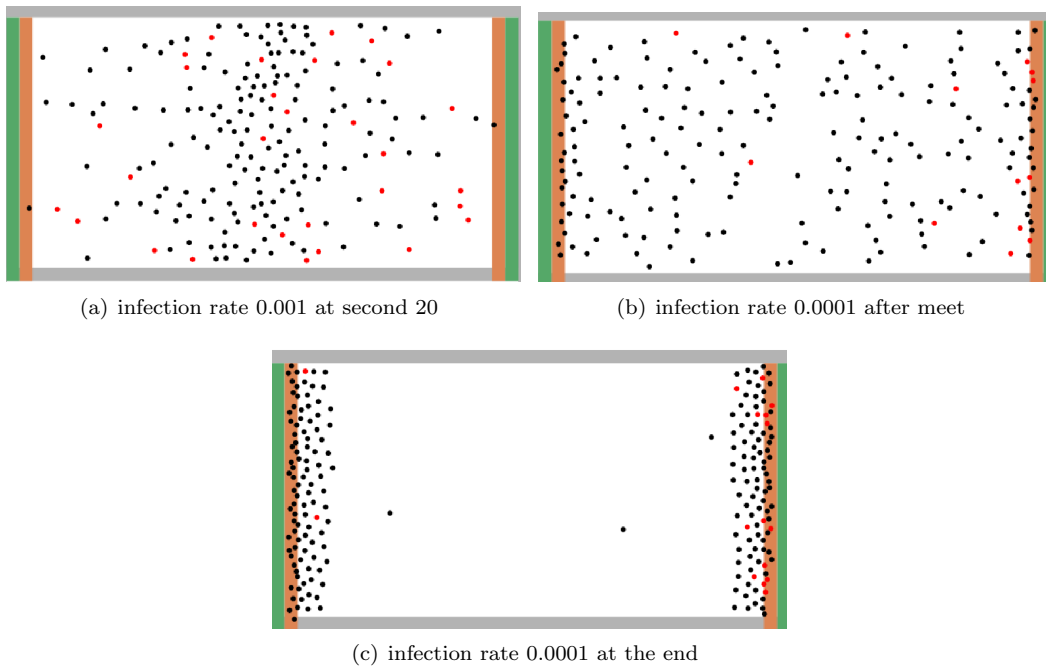 (a) infection rate 0.001 at second 20
(b) infection rate 0.0001 after meet
(c) infection rate 0.0001 at the end